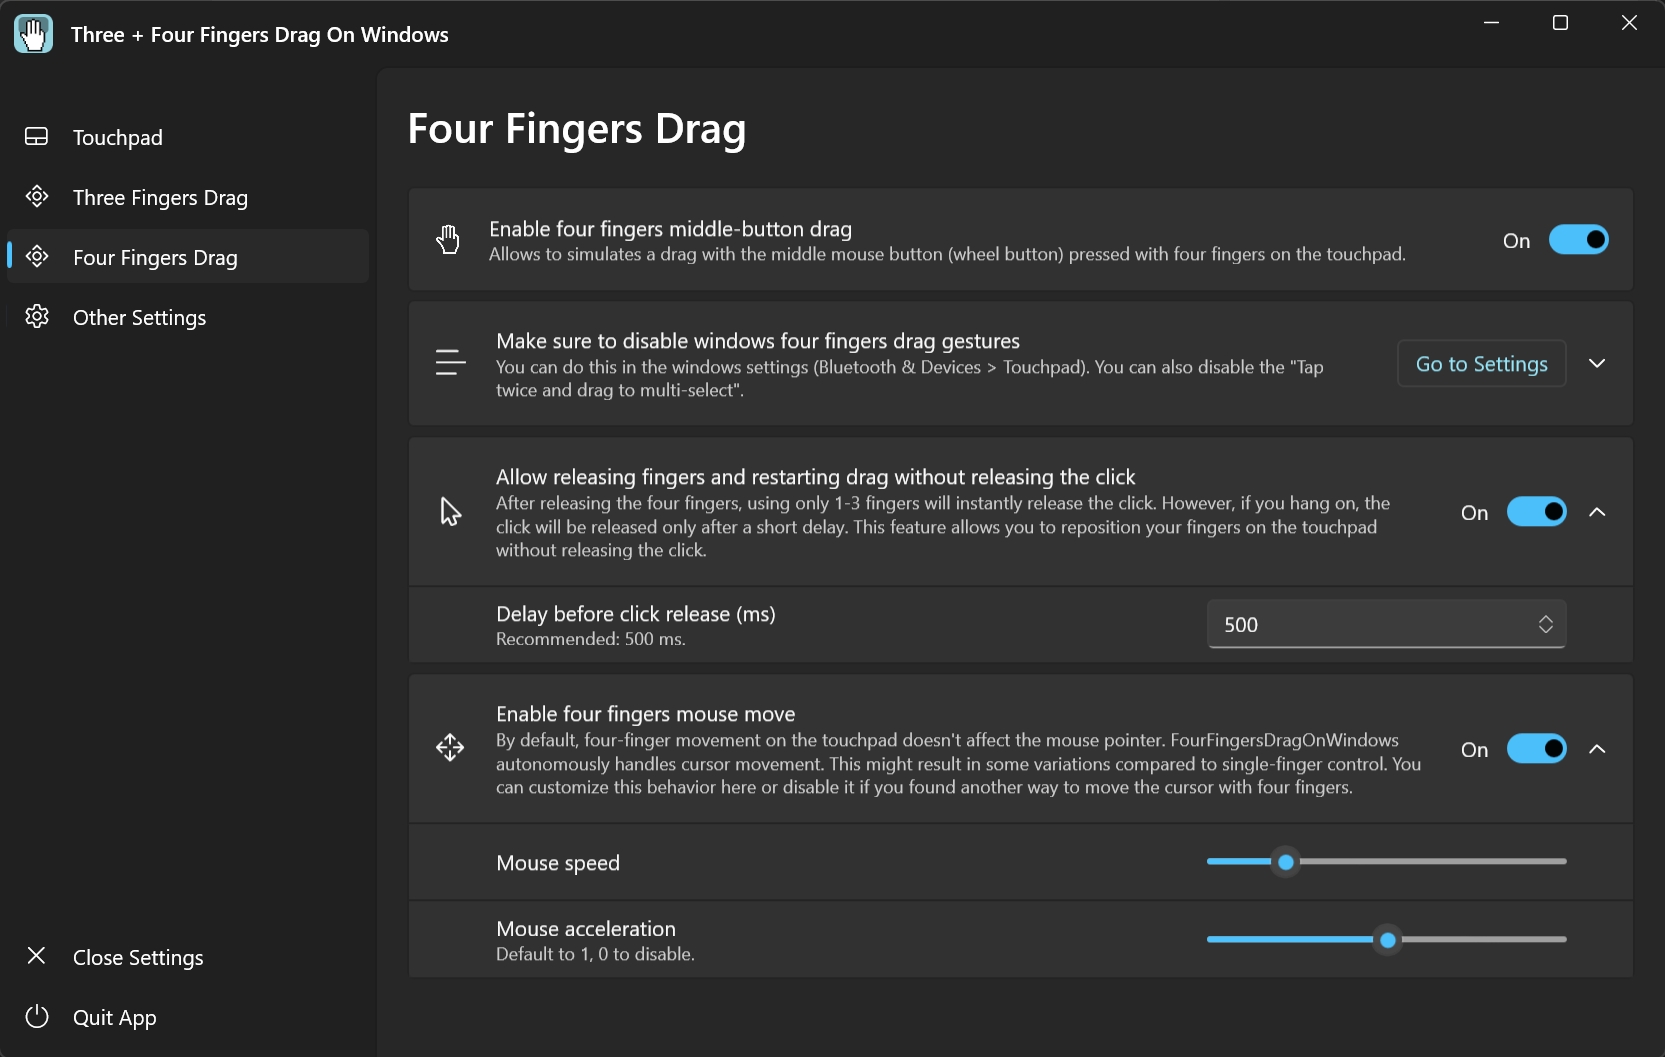 Three + Four Fingers Drag On Windows
Touchpad
Three Fingers Drag
Four Fingers Drag
Other Settings
Close Settings
Quit App
Four Fingers Drag
Enable four fingers middle-button drag
Allows to simulates a drag with the middle mouse button (wheel button) pressed with four fingers on the touchpad.
On
Make sure to disable windows four fingers drag gestures
You can do this in the windows settings (Bluetooth & Devices > Touchpad). You can also disable the "Tap
twice and drag to multi-select".
Go to Settings
Allow releasing fingers and restarting drag without releasing the click
After releasing the four fingers, using only 1-3 fingers will instantly release the click. However, if you hang on, the
click will be released only after a short delay. This feature allows you to reposition your fingers on the touchpad
without releasing the click.
On
Delay before click release (ms)
Recommended: 500 ms.
500
Enable four fingers mouse move
By default, four-finger movement on the touchpad doesn't affect the mouse pointer. FourFingersDragOnWindows
autonomously handles cursor movement. This might result in some variations compared to single-finger control. You
can customize this behavior here or disable it if you found another way to move the cursor with four fingers.
On
Mouse speed
Mouse acceleration
Default to 1, 0 to disable.